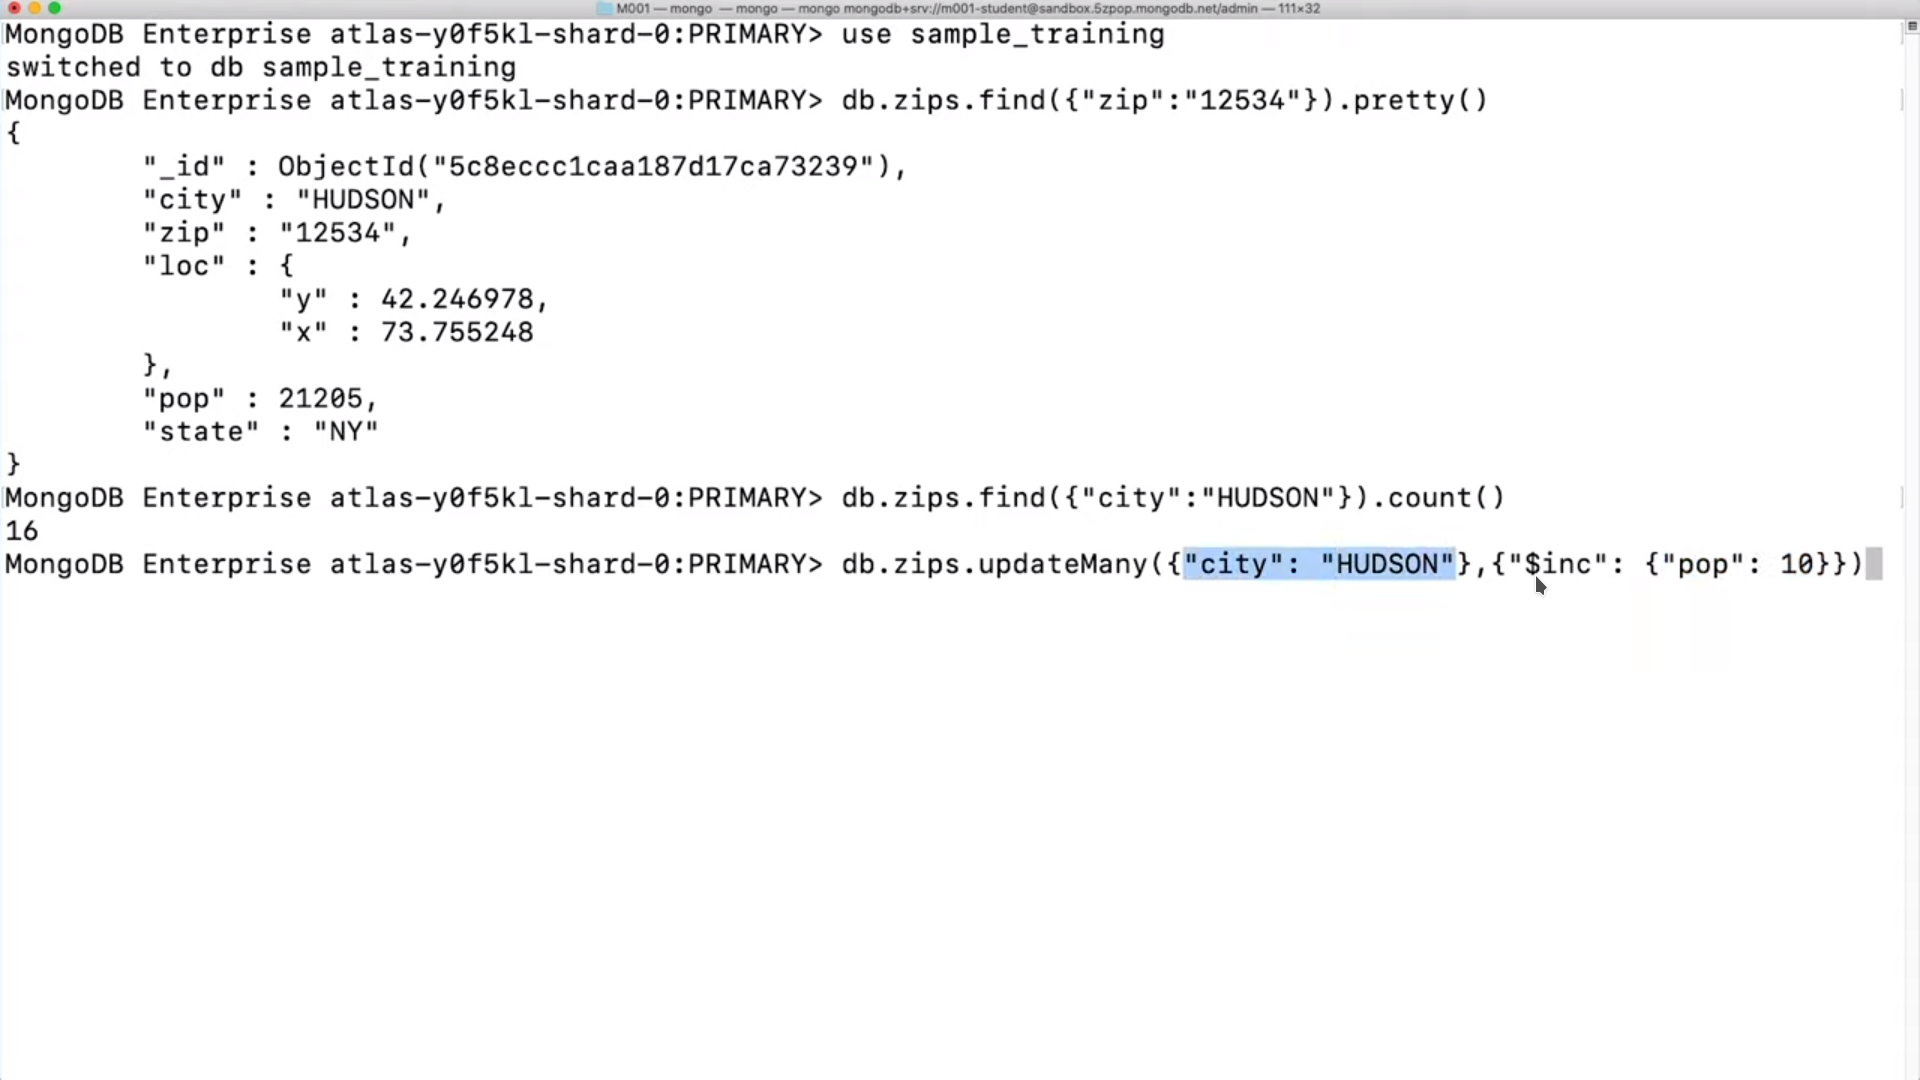 M001 — mongo — mongo — mongo mongodb+srv://m001-student@sandbox.5zpop.mongodb.net/admin — 111×32
MongoDB Enterprise atlas-y0f5kl-shard-0:PRIMARY> use sample_training
switched to db sample_training
MongoDB Enterprise atlas-y0f5kl-shard-0:PRIMARY> db.zips.find({"zip":"12534"}).pretty()
{
"_id" : ObjectId("5c8eccc1caa187d17ca73239"),
"city" : "HUDSON",
"zip" : "12534",
"loc" : {
"y" : 42.246978,
"x" : 73.755248
},
"pop" : 21205,
"state" : "NY"
}
MongoDB Enterprise atlas-y0f5kl-shard-0:PRIMARY> db.zips.find({"city":"HUDSON"}).count()
16
MongoDB Enterprise atlas-y0f5kl-shard-0:PRIMARY> db.zips.updateMany({"city": "HUDSON"},{"$inc": {"pop": 10}})